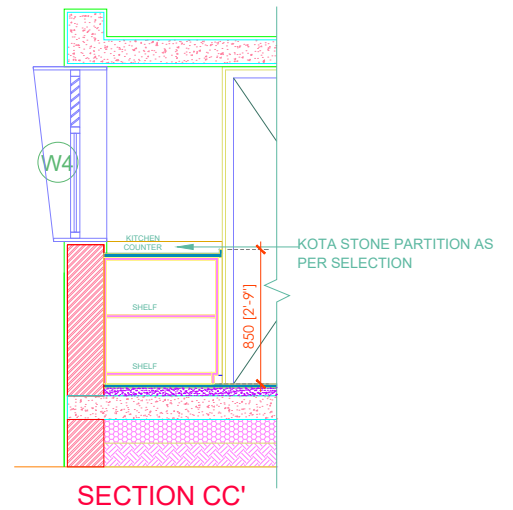 W4
KITCHEN
COUNTER
KOTA STONE PARTITION AS
PER SELECTION
SHELF
850 [2'-9"]
SHELF
SECTION CC'